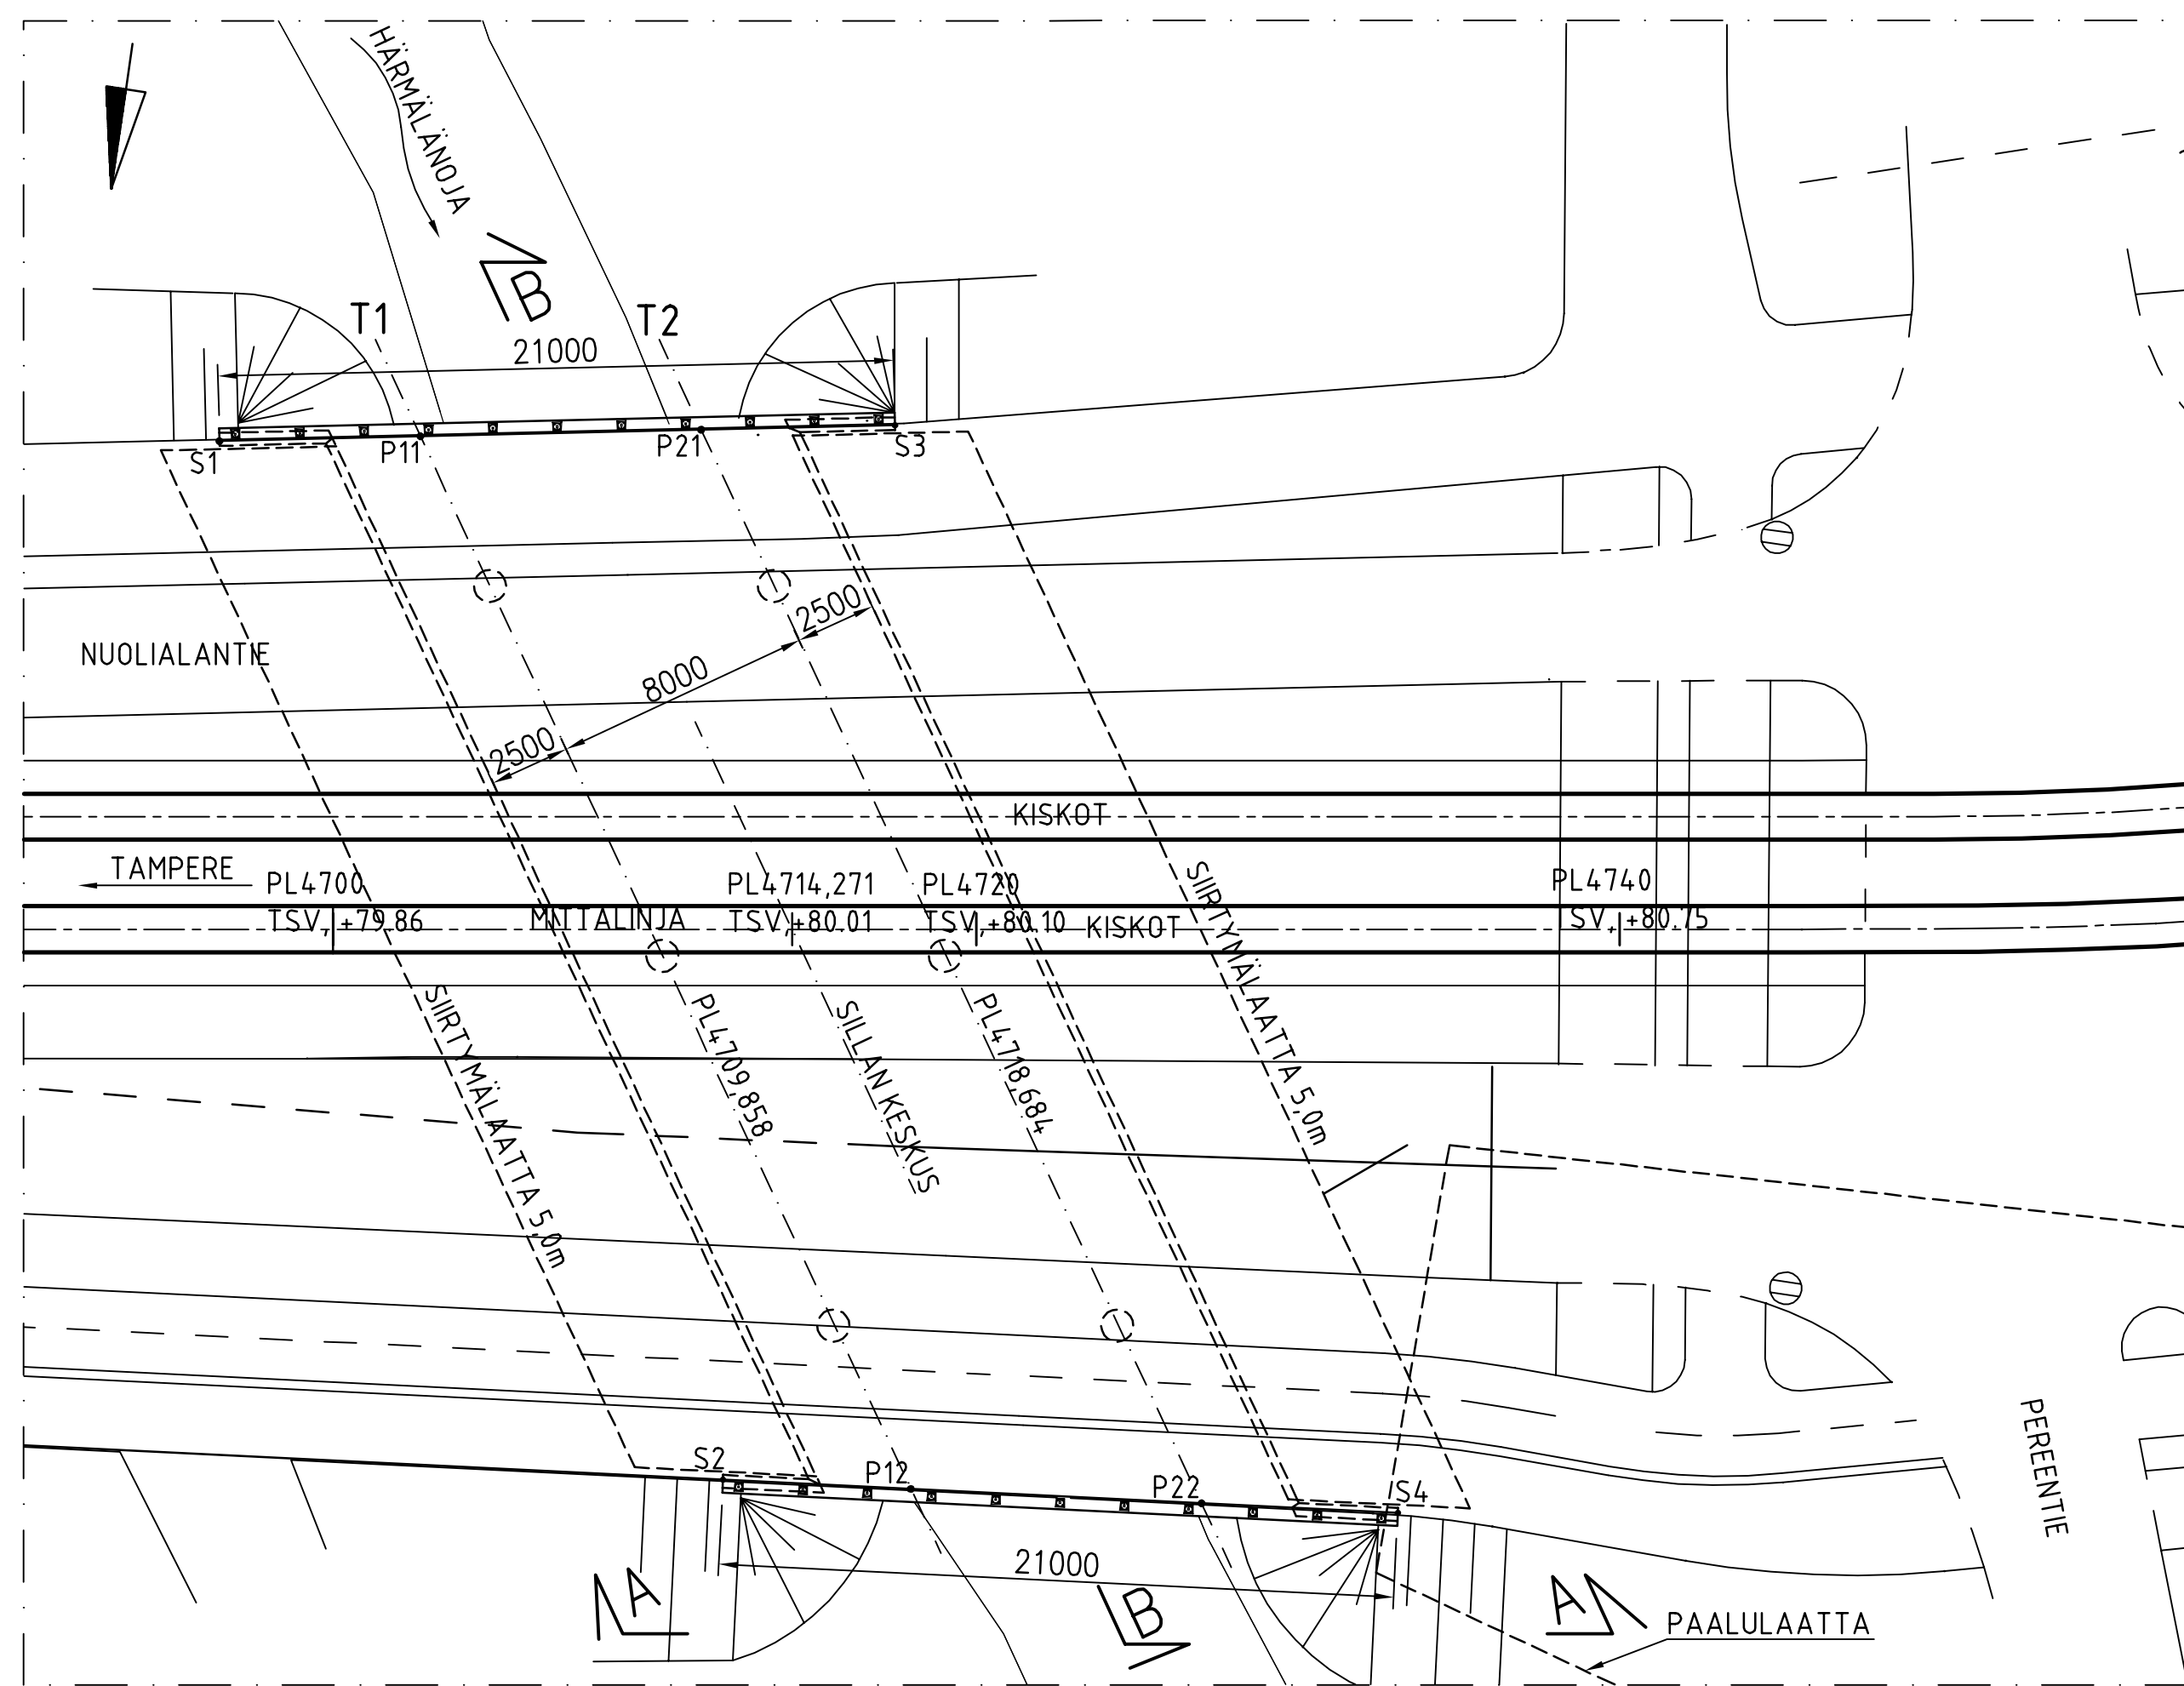 HÄRMÄLÄNOJA
B
T1
T2
21000
S1
P11
P21
S3
2500
NUOLIALANTIE
8000
2500
KISKOT
TAMPERE
PL4700
PL4714,271
PL4720
PL4740
TSV,+79.86
MITTALINJA
TSV,+80.01
TSV,+80.10
KISKOT
TSV,+80.75
SIIRTYMÄLAATTA 5,0m
SIIRTYMÄLAATTA 5,0m
PL4709,858
SILLAN KESKUS
PL4718,684
PEREENTIE
S2
P12
P22
S4
21000
A
B
A
PAALULAATTA